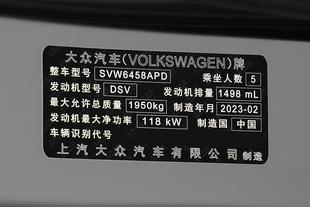 大众汽车(VOLKSWAGEN)牌
整车型号 SVW6458APD 乘坐人数 5
发动机型号 DSV 发动机排量 1498 mL
最大允许总质量 1950kg 制造年月 2023-02
发动机最大净功率 118 kW 制造国 中国
车辆识别代号
上汽大众汽车有限公司 制造